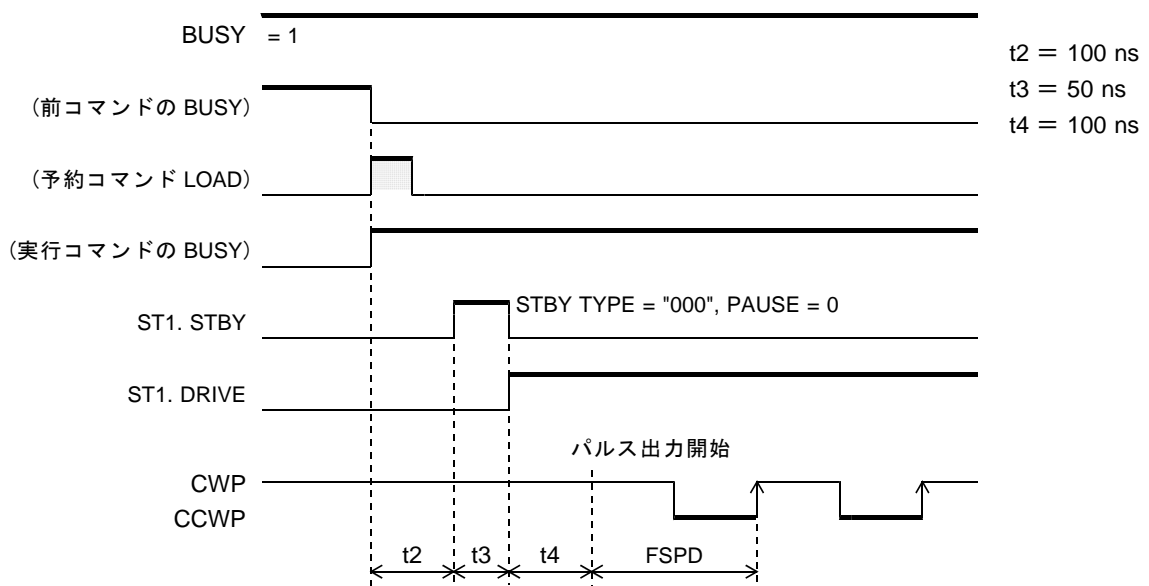 BUSY = 1
t2 = 100 ns
(前コマンドの BUSY)
t3 = 50 ns
t4 = 100 ns
(予約コマンド LOAD)
(実行コマンドの BUSY)
STBY TYPE = "000", PAUSE = 0
ST1. STBY
ST1. DRIVE
パルス出力開始
CWP
CCWP
t2 t3 t4 FSPD